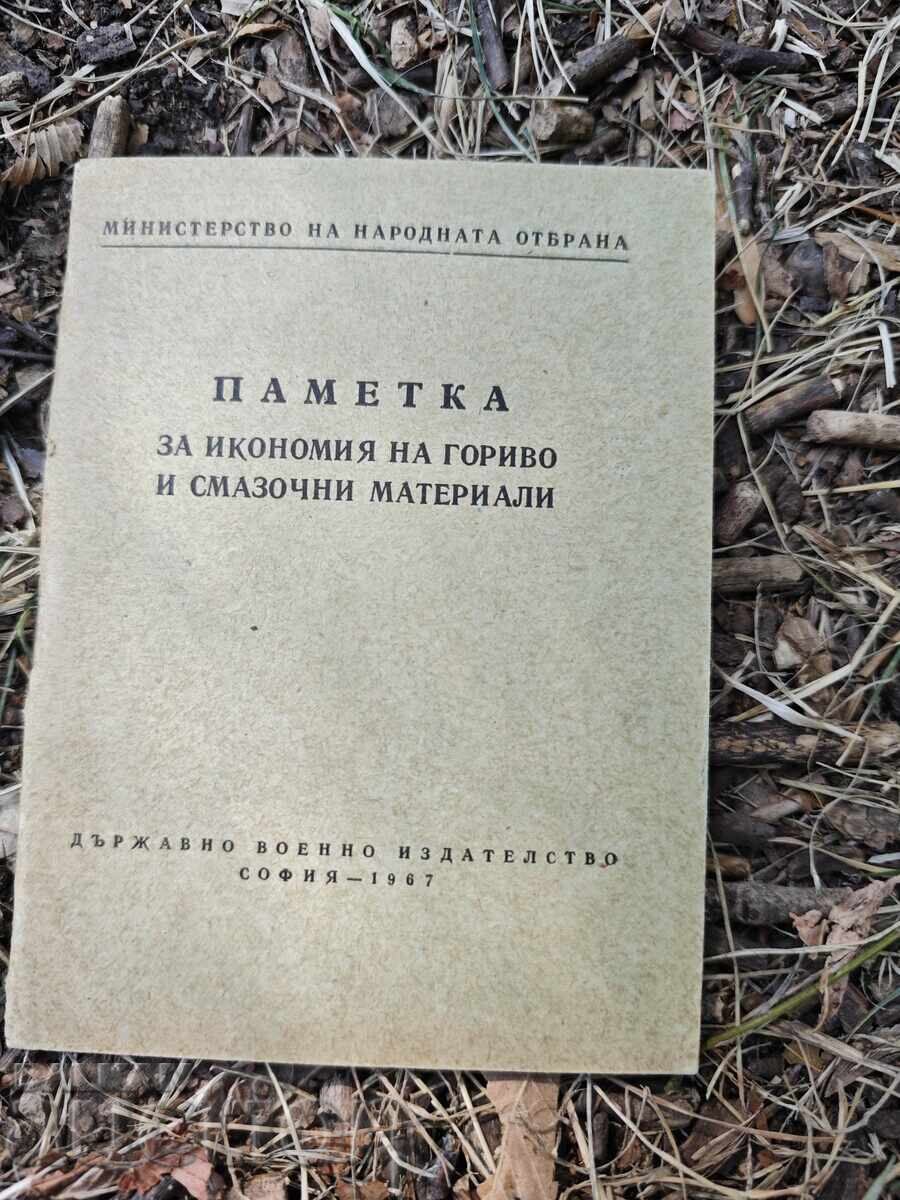 МИНИСТЕРСТВО НА НАРОДНАТА ОТБРАНА
ПАМЕТКА
ЗА ИКОНОМИЯ НА ГОРИВО
И СМАЗОЧНИ МАТЕРИАЛИ
ДЪРЖАВНО ВОЕННО ИЗДАТЕЛСТВО
СОФИЯ — 1967